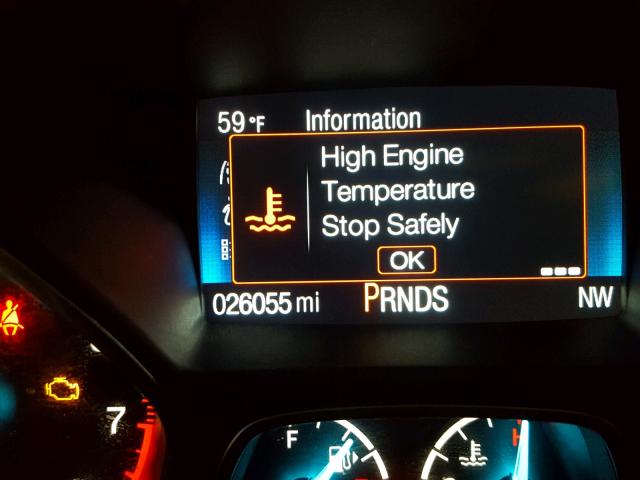 59 °F Information
High Engine
Temperature
Stop Safely
OK
026055 mi PRNDS NW
7
F H